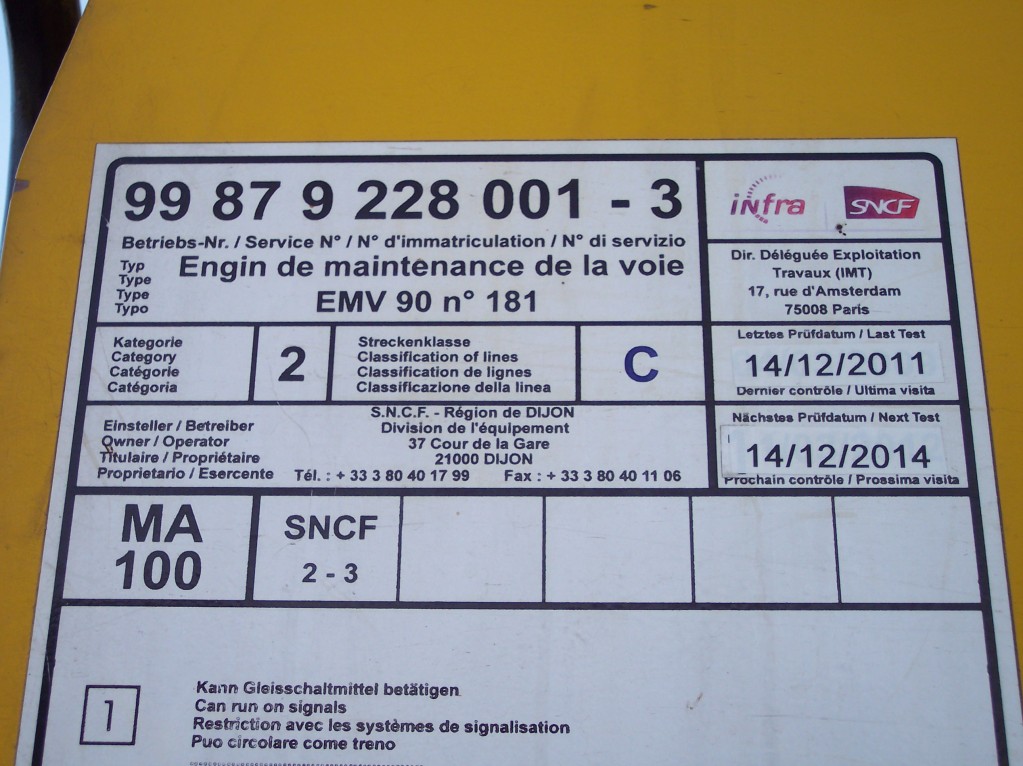 99 87 9 228 001 - 3
Betriebs-Nr. / Service N° / N° d'immatriculation / N° di servizio
Typ
Type
Type
Typo
Engin de maintenance de la voie
EMV 90 n° 181
infra
SNCF
Dir. Déléguée Exploitation
Travaux (IMT)
17, rue d'Amsterdam
75008 Paris
Kategorie
Category
Catégorie
Catégoria
2
Streckenklasse
Classification of lines
Classification de lignes
Classificazione della linea
C
Letztes Prüfdatum / Last Test
14/12/2011
Dernier contrôle / Ultima visita
Einsteller / Betreiber
Owner / Operator
Titulaire / Propriétaire
Proprietario / Esercente
S.N.C.F. - Région de DIJON
Division de l'équipement
37 Cour de la Gare
21000 DIJON
Tél. : + 33 3 80 40 17 99 Fax : + 33 3 80 40 11 06
Nächstes Prüfdatum / Next Test
14/12/2014
Prochain contrôle / Prossima visita
MA
100
SNCF
2 - 3
1
Kann Gleisschaltmittel betätigen
Can run on signals
Restriction avec les systèmes de signalisation
Puo circolare come treno